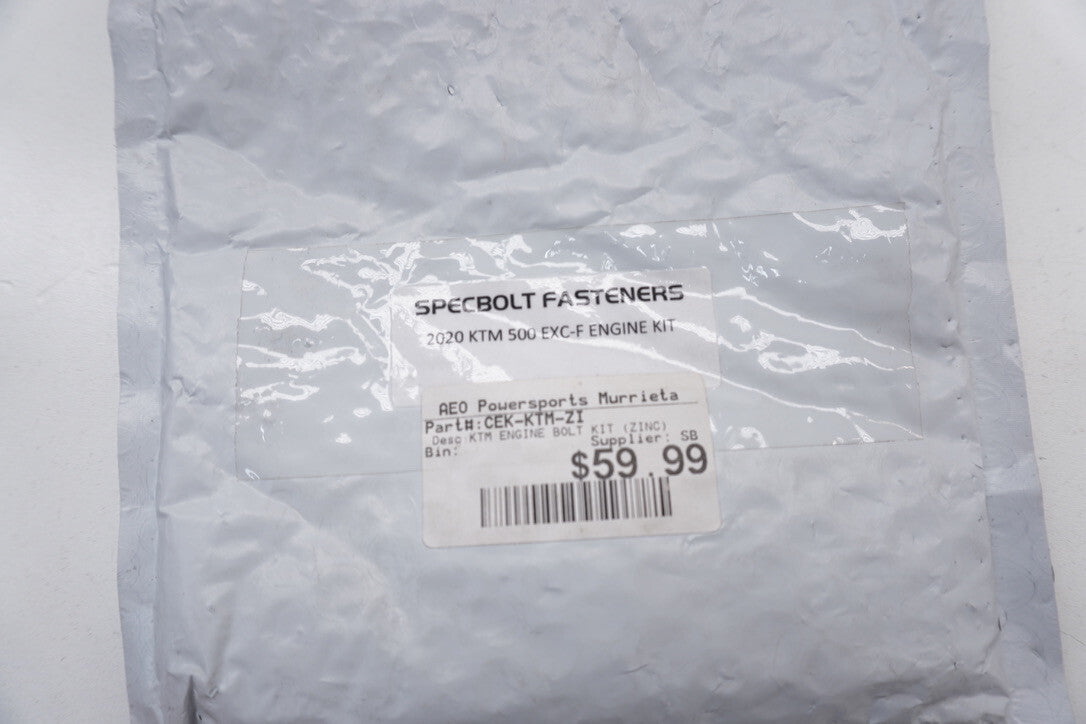 SPECBOLT FASTENERS
2020 KTM 500 EXC-F ENGINE KIT
AEO Powersports Murrieta
Part#:CEK-KTM-ZI
Desc KTM ENGINE BOLT KIT (ZINC)
Bin: Supplier: SB
$59.99